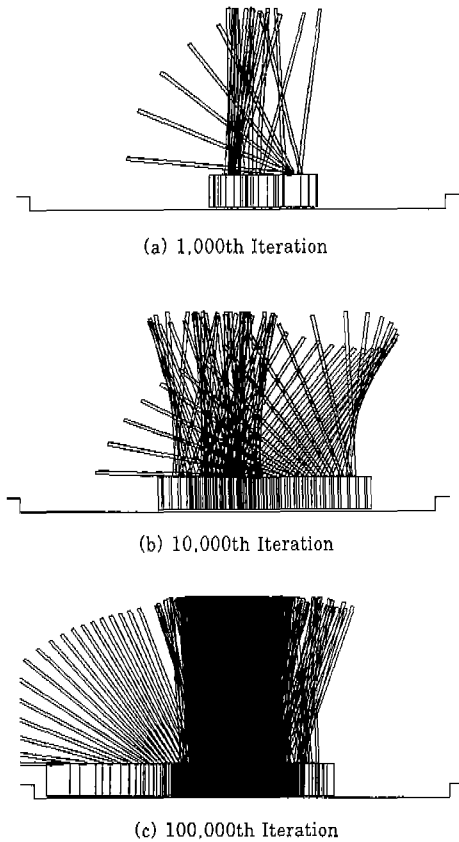 (a) 1,000th Iteration
(b) 10,000th Iteration
(c) 100,000th Iteration